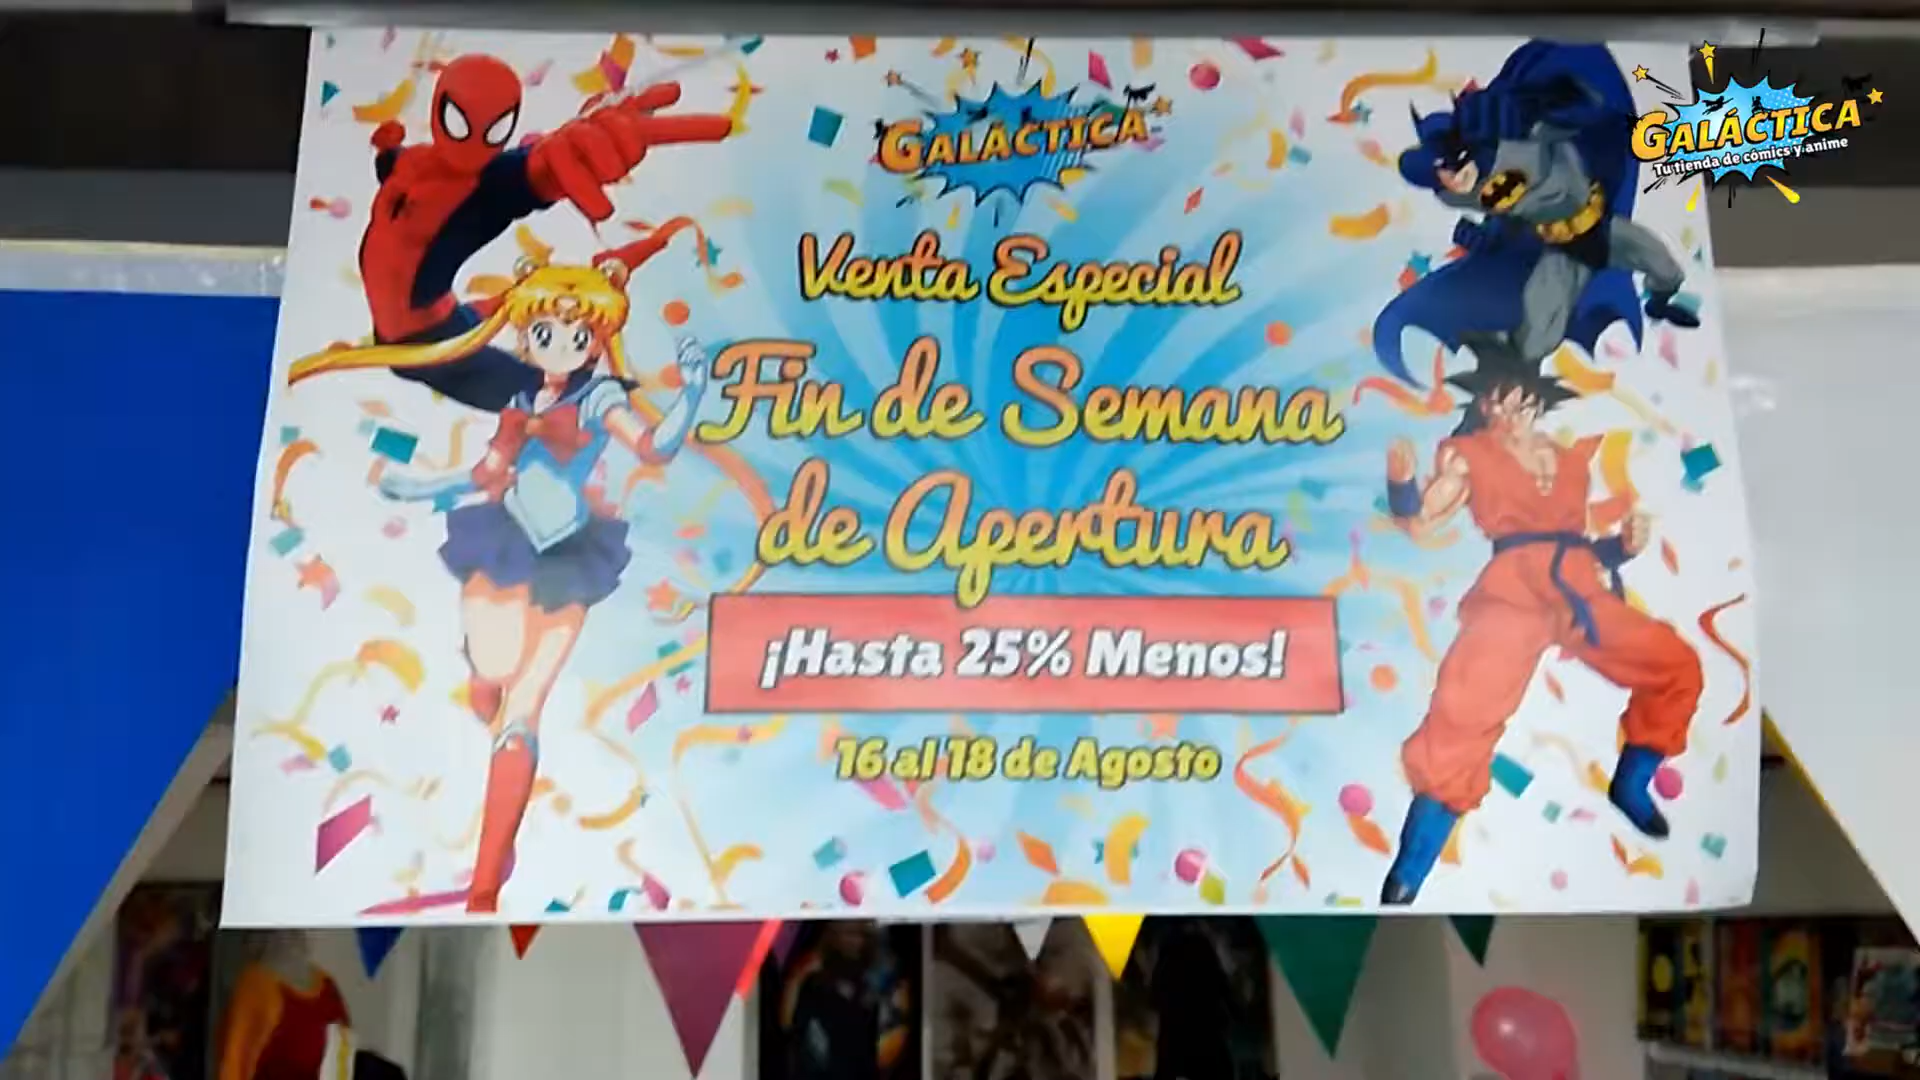 GALÁCTICA
Venta Especial
Fin de Semana
de Apertura
¡Hasta 25% Menos!
16 al 18 de Agosto
GALÁCTICA
Tu tienda de cómics y anime